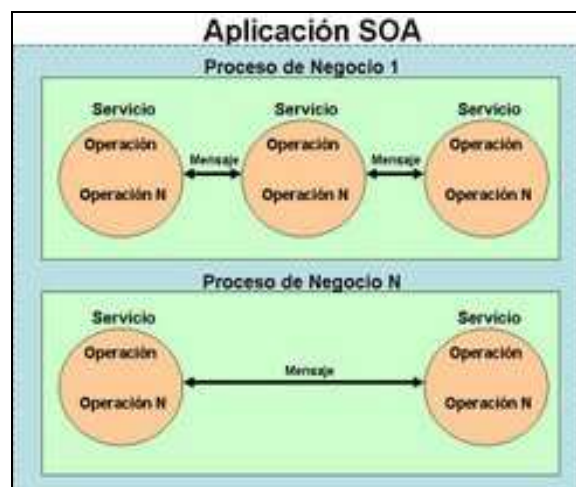 Aplicación SOA
Proceso de Negocio 1
Servicio Servicio Servicio
Operación Operación Operación
Mensaje Mensaje
Operación N Operación N Operación N
Proceso de Negocio N
Servicio Servicio
Operación Operación
Mensaje
Operación N Operación N